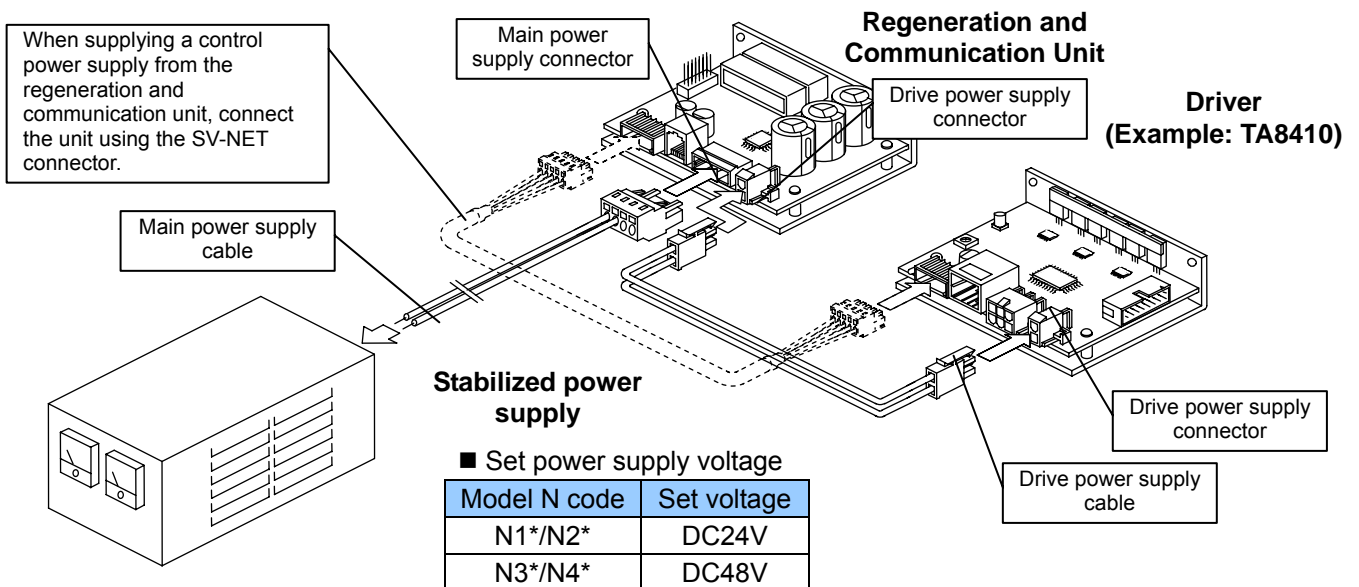 When supplying a control
power supply from the
regeneration and
communication unit, connect
the unit using the SV-NET
connector.
Main power
supply connector
Regeneration and
Communication Unit
Drive power supply
connector
Driver
(Example: TA8410)
Main power supply
cable
Stabilized power
supply
Drive power supply
connector
Drive power supply
cable
■ Set power supply voltage
Model N code Set voltage
N1*/N2* DC24V
N3*/N4* DC48V